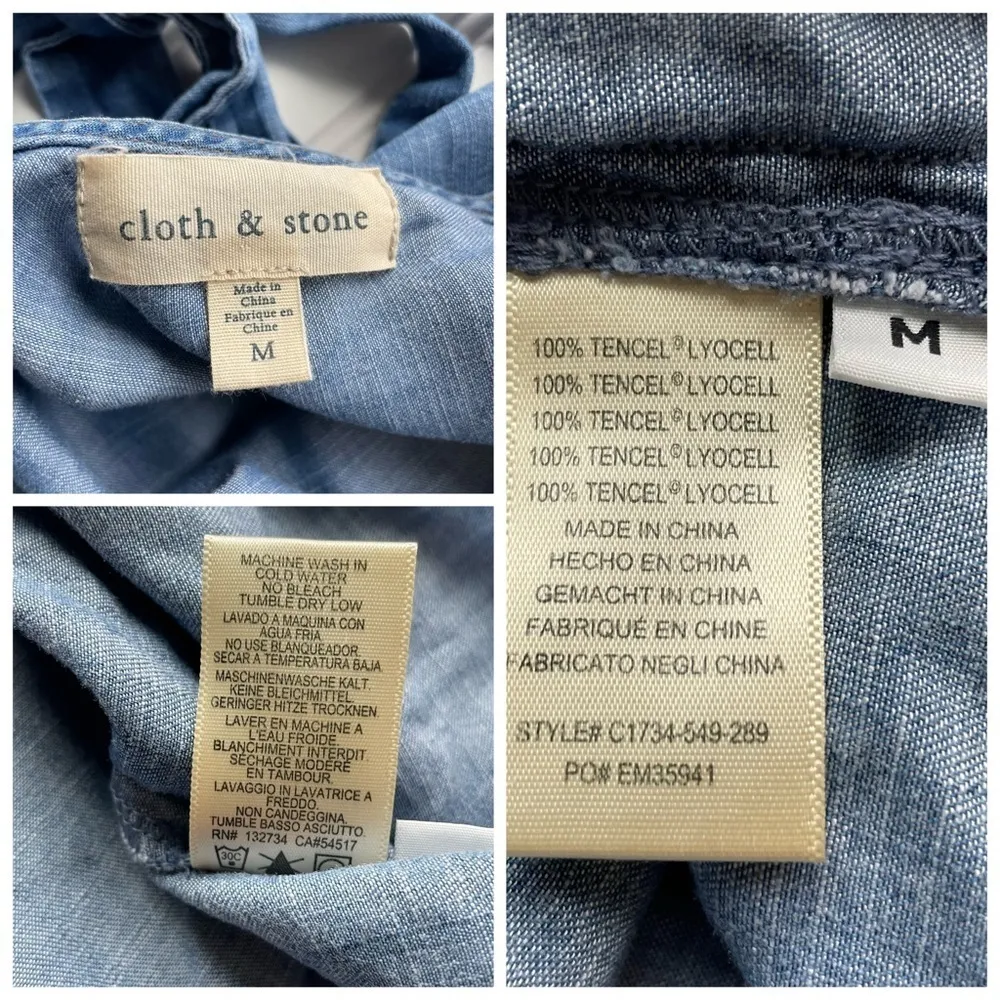 cloth & stone
Made in
China
Fabrique en
Chine
M
100% TENCEL® LYOCELL
100% TENCEL® LYOCELL
100% TENCEL® LYOCELL
100% TENCEL® LYOCELL
100% TENCEL® LYOCELL
MADE IN CHINA
HECHO EN CHINA
GEMACHT IN CHINA
FABRIQUÉ EN CHINE
FABRICATO NEGLI CHINA
STYLE# C1734-549-289
PO# EM35941
M
MACHINE WASH IN
COLD WATER
NO BLEACH
TUMBLE DRY LOW
LAVADO A MAQUINA CON
AGUA FRIA.
NO USE BLANQUEADOR.
SECAR A TEMPERATURA BAJA
MASCHINENWASCHE KALT.
KEINE BLEICHMITTEL.
GERINGER HITZE TROCKNEN.
LAVER EN MACHINE A
L'EAU FROIDE.
BLANCHIMENT INTERDIT.
SÉCHAGE MODÉRÉ
EN TAMBOUR.
LAVAGGIO IN LAVATRICE A
FREDDO.
NON CANDEGGINA.
TUMBLE BASSO ASCIUTTO.
RN# 132734 CA#54517
30C